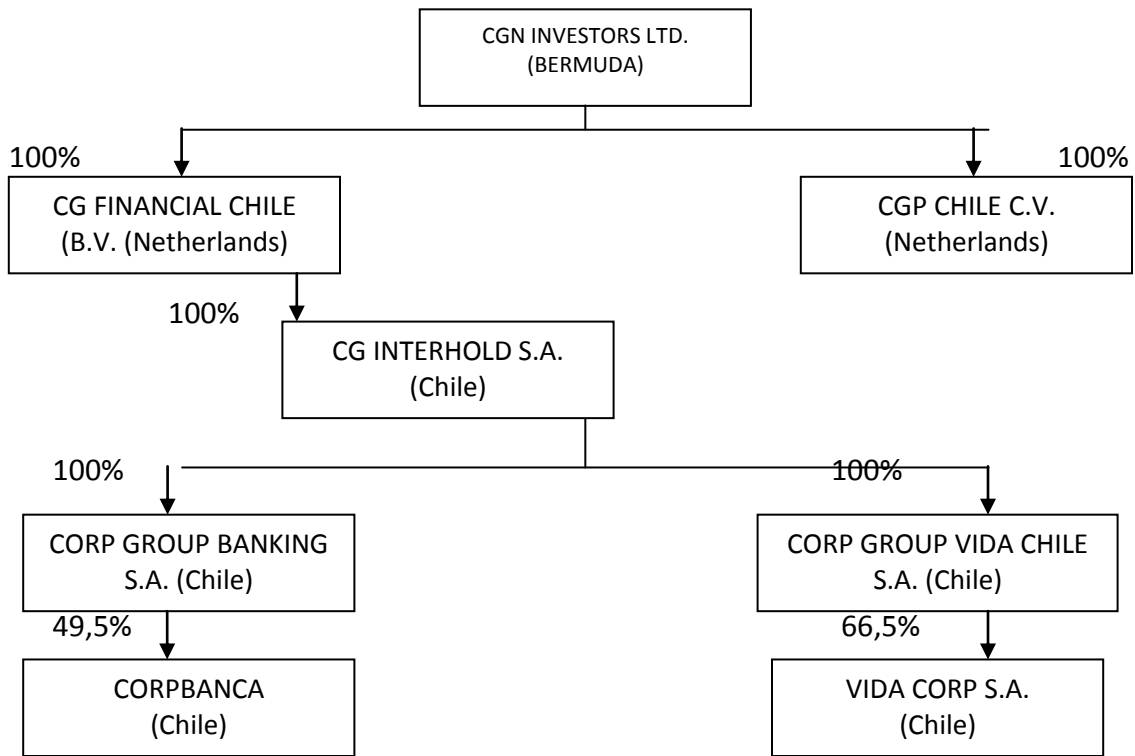 CGN INVESTORS LTD.
(BERMUDA)
100%
100%
CG FINANCIAL CHILE
(B.V. (Netherlands)
CGP CHILE C.V.
(Netherlands)
100%
CG INTERHOLD S.A.
(Chile)
100%
100%
CORP GROUP BANKING
S.A. (Chile)
CORP GROUP VIDA CHILE
S.A. (Chile)
49,5%
66,5%
CORPBANCA
(Chile)
VIDA CORP S.A.
(Chile)